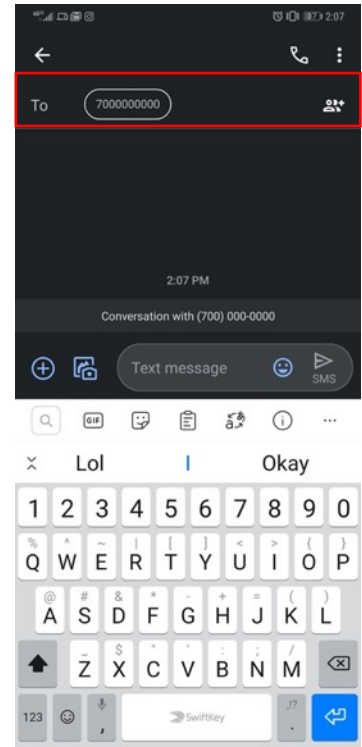 87 2:07
To 7000000000
2:07 PM
Conversation with (700) 000-0000
Text message SMS
GIF
Lol I Okay
1 2 3 4 5 6 7 8 9 0
% ^ ~ | [ ] < > { }
Q W E R T Y U I O P
@ # & * - + = ( )
A S D F G H J K L
_ $ " ' : ; /
Z X C V B N M
123 , SwiftKey ,!? .